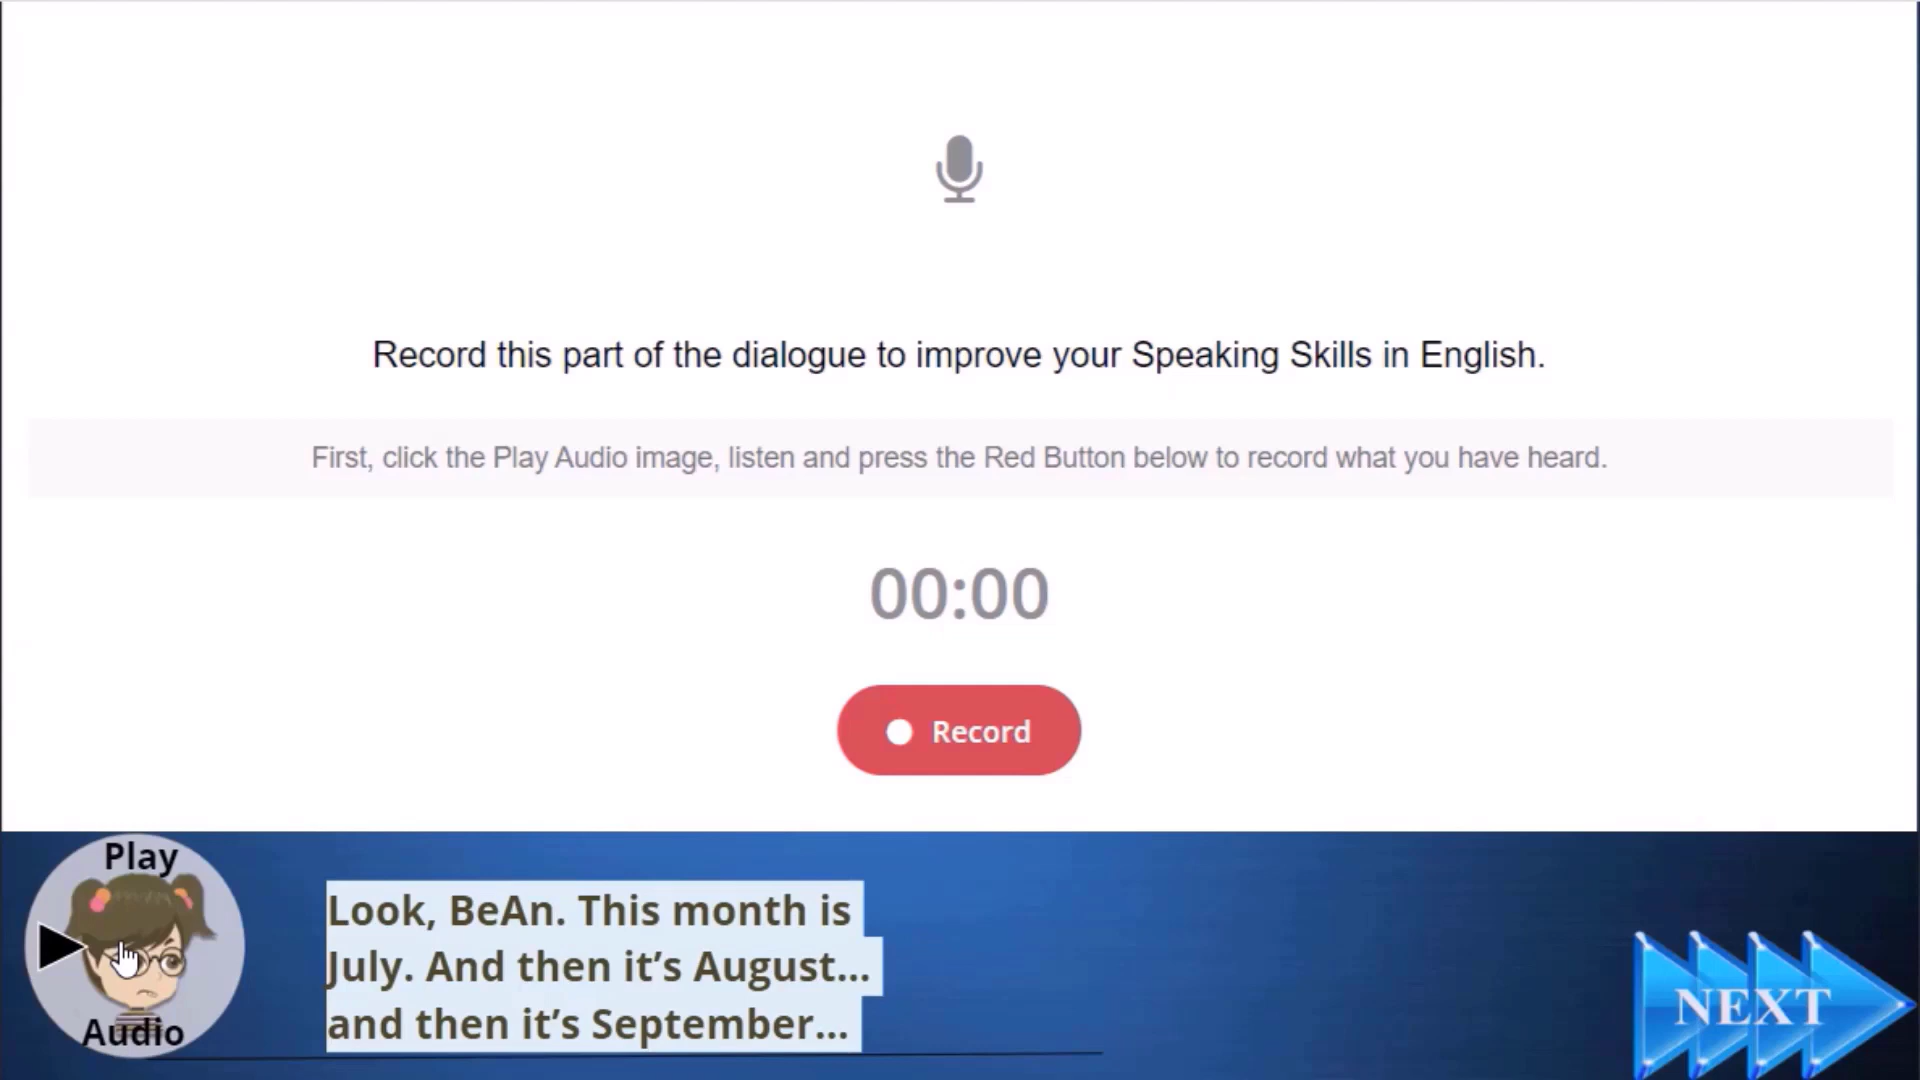 Record this part of the dialogue to improve your Speaking Skills in English.
First, click the Play Audio image, listen and press the Red Button below to record what you have heard.
00:00
Record
Play
Audio
Look, BeAn. This month is
July. And then it’s August...
and then it’s September...
NEXT